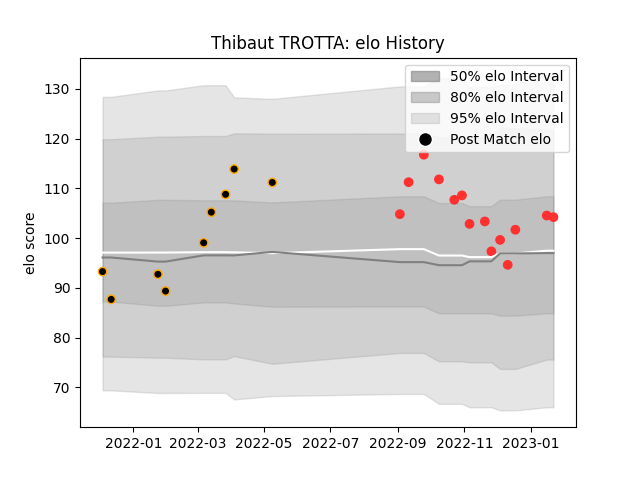 Thibaut TROTTA: elo History
50% elo Interval
80% elo Interval
95% elo Interval
Post Match elo
elo score
130
120
110
100
90
80
70
2022-01 2022-03 2022-05 2022-07 2022-09 2022-11 2023-01